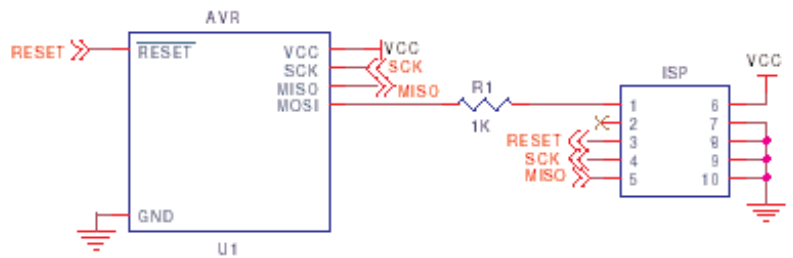 AVR
RESET
RESET
VCC
VCC
SCK
SCK
MISO
MISO
MOSI
GND
U1
R1
1K
ISP
VCC
1
6
2
7
RESET
3
8
SCK
4
9
MISO
5
10